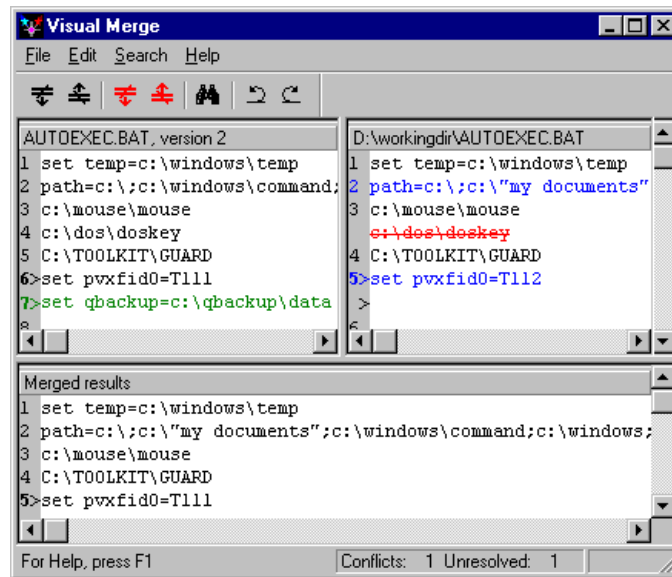 Visual Merge
File Edit Search Help
AUTOEXEC.BAT, version 2
1 set temp=c:\windows\temp
2 path=c:\;c:\windows\command;
3 c:\mouse\mouse
4 c:\dos\doskey
5 C:\TOOLKIT\GUARD
6>set pvxfid0=T111
7>set qbackup=c:\qbackup\data
8
D:\workingdir\AUTOEXEC.BAT
1 set temp=c:\windows\temp
2 path=c:\;c:\"my documents"
3 c:\mouse\mouse
c:\dos\doskey
4 C:\TOOLKIT\GUARD
5>set pvxfid0=T112
>
6
Merged results
1 set temp=c:\windows\temp
2 path=c:\;c:\"my documents";c:\windows\command;c:\windows;
3 c:\mouse\mouse
4 C:\TOOLKIT\GUARD
5>set pvxfid0=T111
For Help, press F1
Conflicts: 1 Unresolved: 1